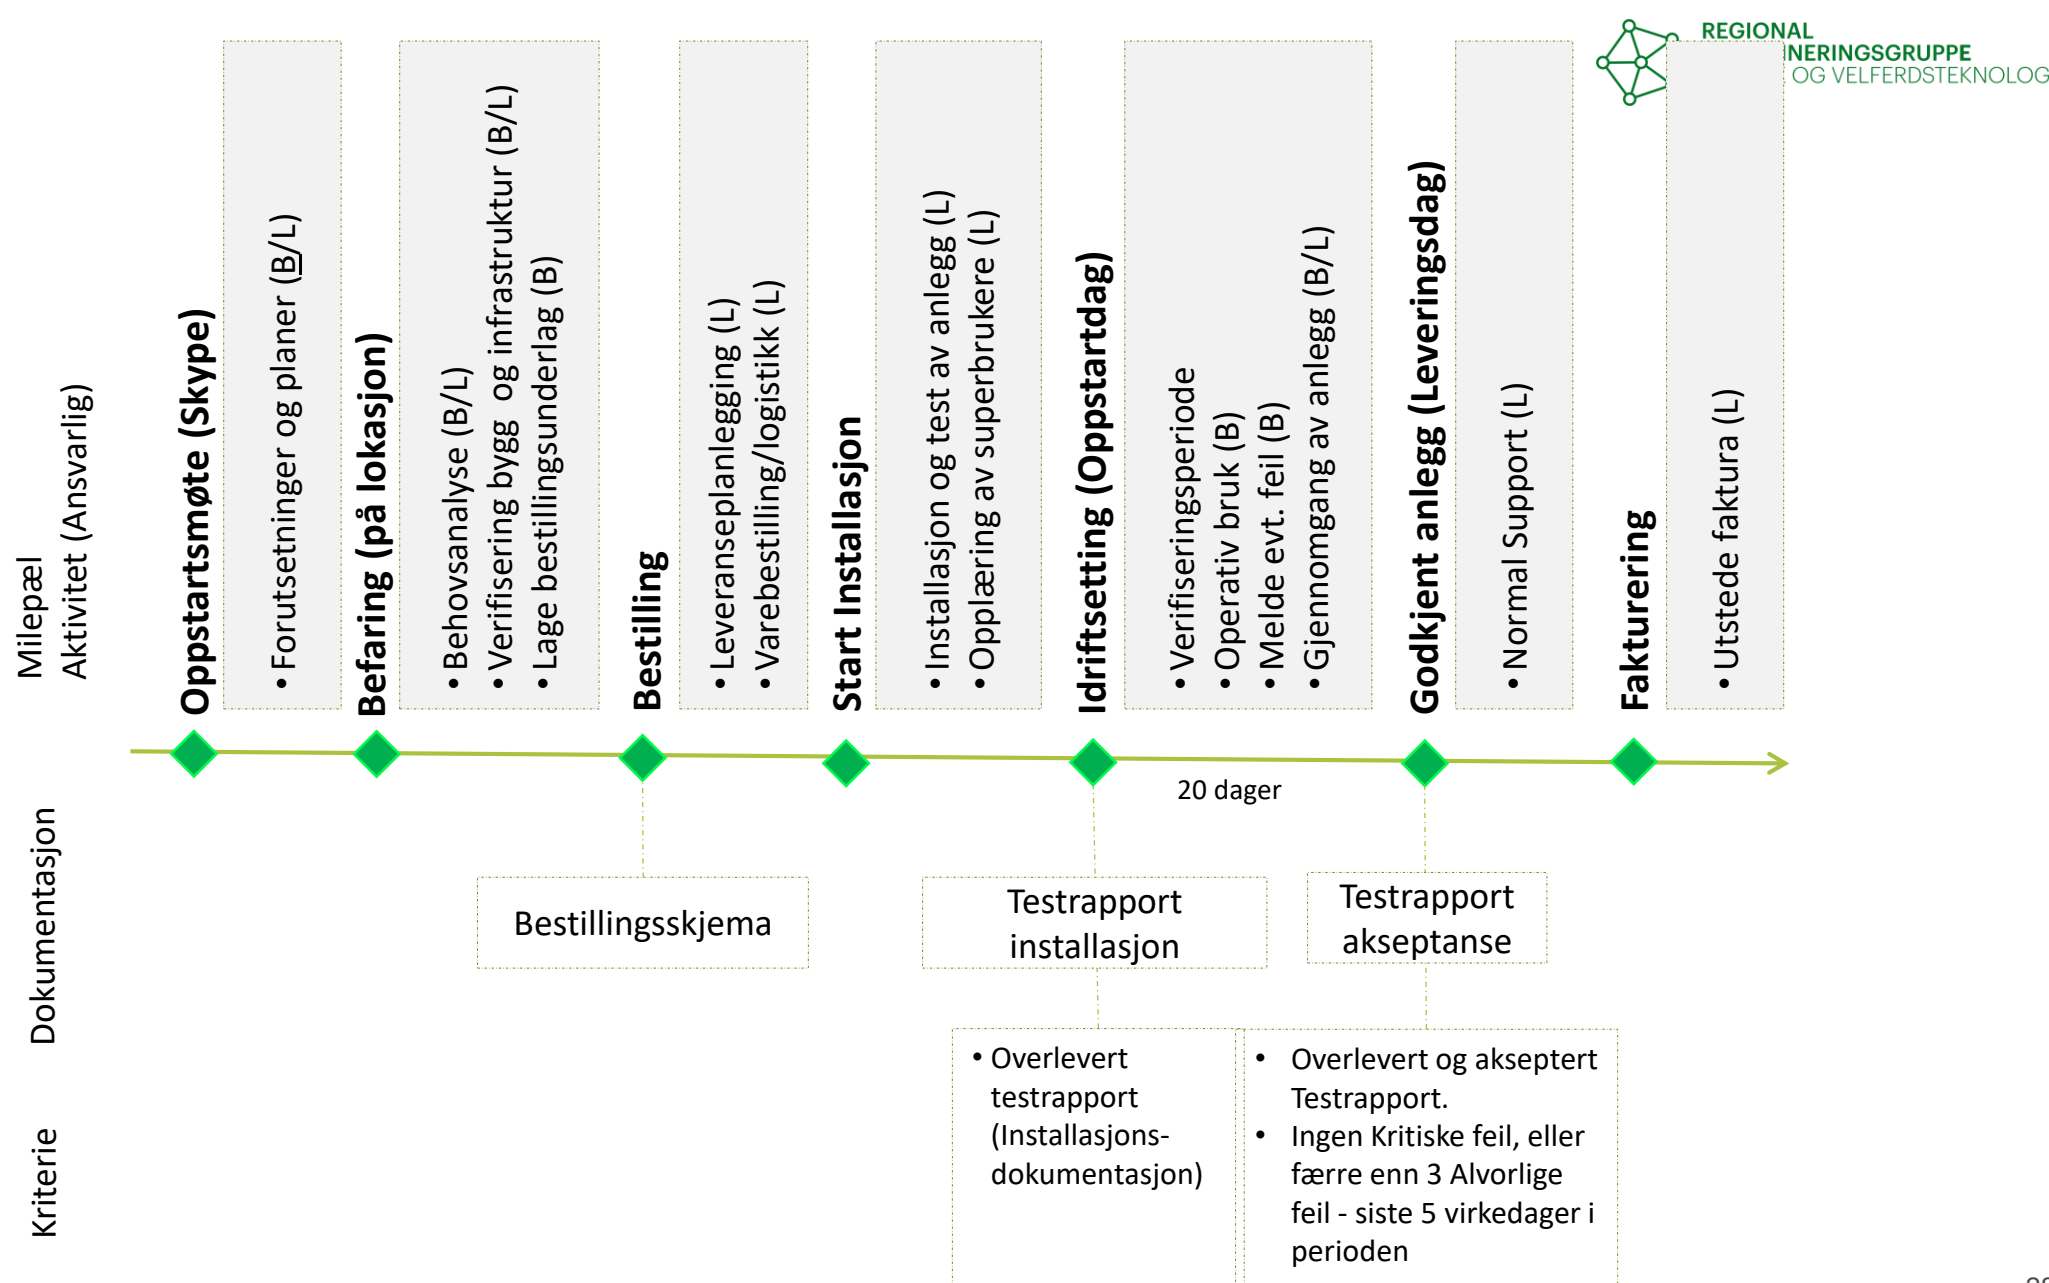 REGIONAL
NERINGSGRUPPE
OG VELFERDSTEKNOLOG
Milepæl
Aktivitet (Ansvarlig)
Oppstartsmøte (Skype)
• Forutsetninger og planer (B/L)
Befaring (på lokasjon)
• Behovsanalyse (B/L)
• Verifisering bygg og infrastruktur (B/L)
• Lage bestillingsunderlag (B)
Bestilling
• Leveranseplanlegging (L)
• Varebestilling/logistikk (L)
Start Installasjon
• Installasjon og test av anlegg (L)
• Opplæring av superbrukere (L)
Idriftsetting (Oppstartdag)
• Verifiseringsperiode
• Operativ bruk (B)
• Melde evt. feil (B)
• Gjennomgang av anlegg (B/L)
Godkjent anlegg (Leveringsdag)
• Normal Support (L)
Fakturering
• Utstede faktura (L)
20 dager
Dokumentasjon
Bestillingsskjema
Testrapport
installasjon
Testrapport
akseptanse
Kriterie
• Overlevert
testrapport
(Installasjons-
dokumentasjon)
• Overlevert og akseptert
Testrapport.
• Ingen Kritiske feil, eller
færre enn 3 Alvorlige
feil - siste 5 virkedager i
perioden